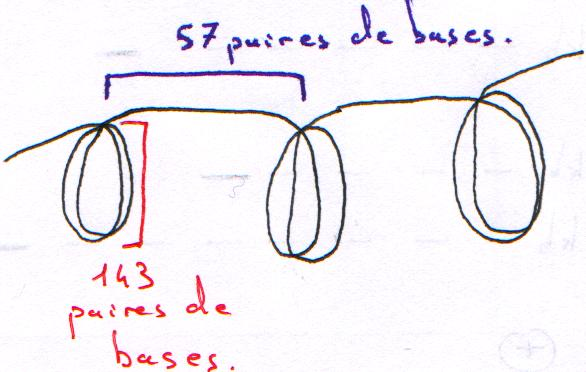 57 paires de bases.
143
paires de
bases.